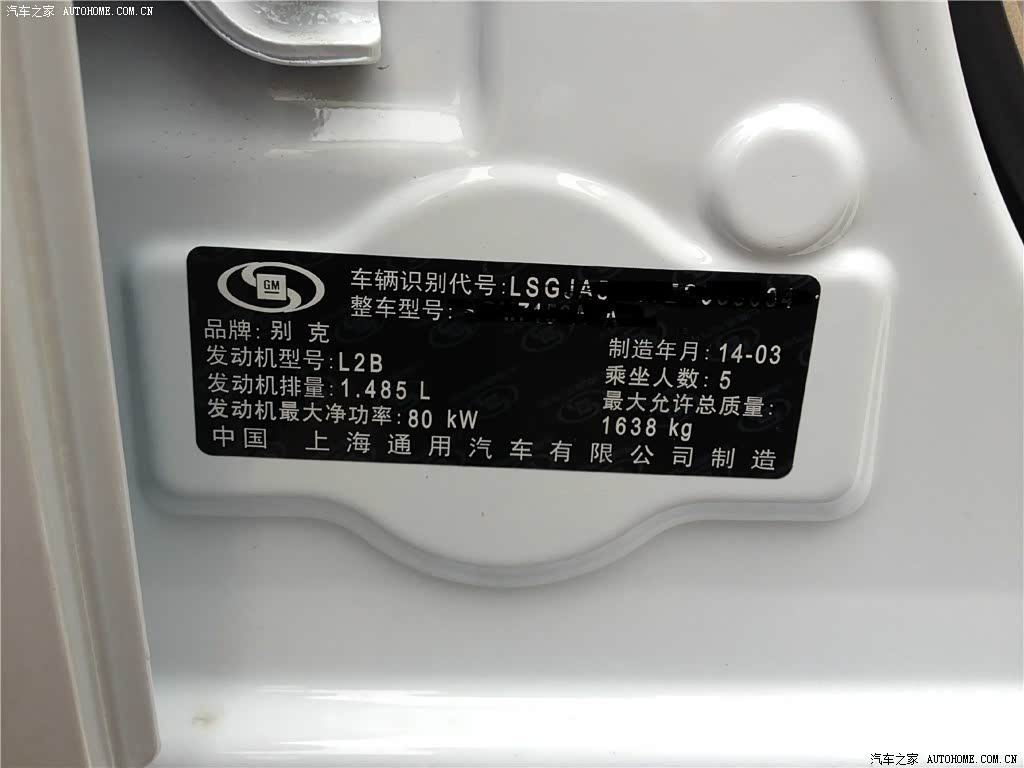 汽车之家 AUTOHOME.COM.CN
GM
车辆识别代号:LSGJA5
整车型号:
品牌:别克
发动机型号:L2B
发动机排量:1.485 L
发动机最大净功率:80 kW
制造年月:14-03
乘坐人数:5
最大允许总质量:
1638 kg
中国 上海通用汽车有限公司制造
汽车之家 AUTOHOME.COM.CN